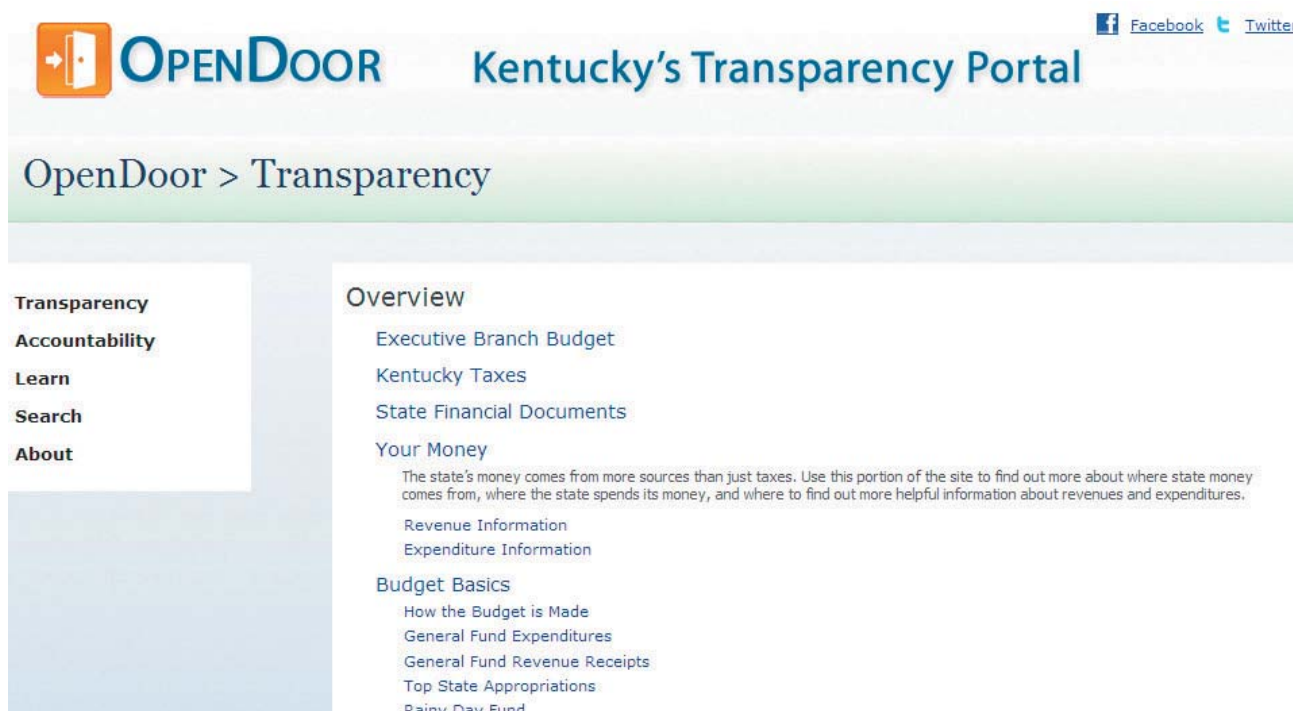 Facebook Twitter
OPENDOOR Kentucky's Transparency Portal
OpenDoor > Transparency
Transparency
Accountability
Learn
Search
About
Overview
Executive Branch Budget
Kentucky Taxes
State Financial Documents
Your Money
The state's money comes from more sources than just taxes. Use this portion of the site to find out more about where state money
comes from, where the state spends its money, and where to find out more helpful information about revenues and expenditures.
Revenue Information
Expenditure Information
Budget Basics
How the Budget is Made
General Fund Expenditures
General Fund Revenue Receipts
Top State Appropriations
Rainy Day Fund